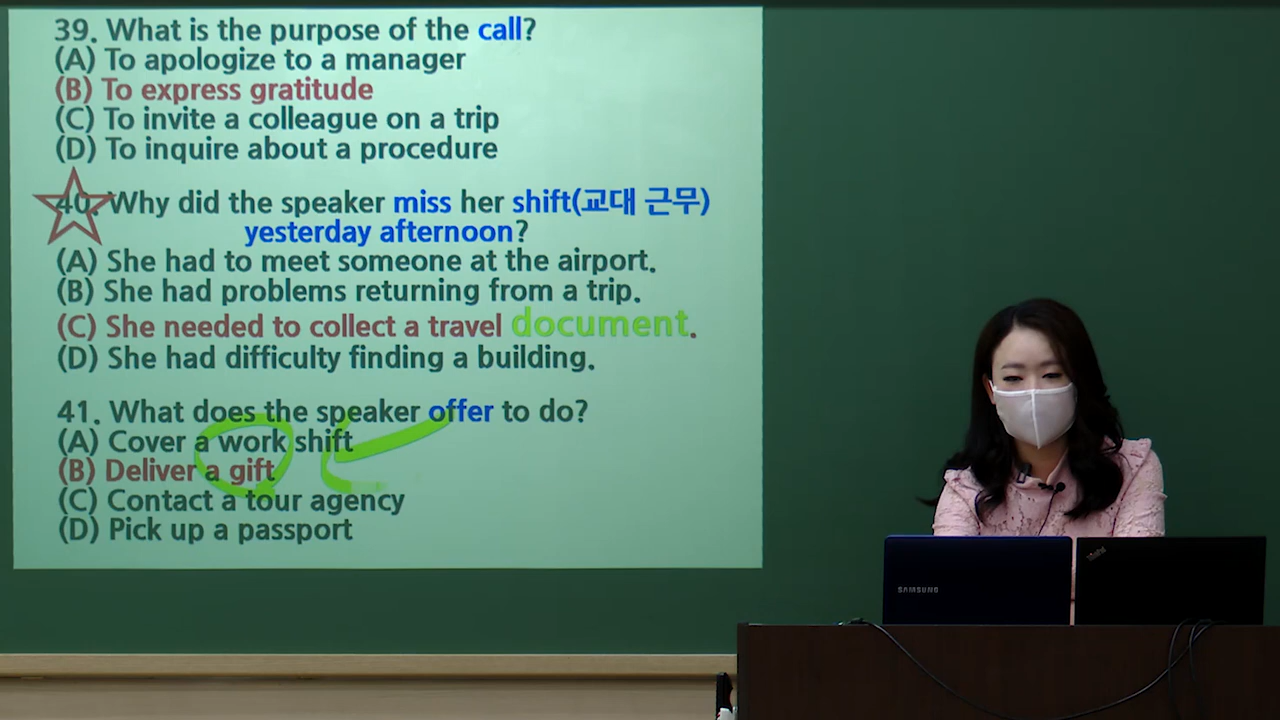 39. What is the purpose of the call?
(A) To apologize to a manager
(B) To express gratitude
(C) To invite a colleague on a trip
(D) To inquire about a procedure
40. Why did the speaker miss her shift(교대 근무)
yesterday afternoon?
(A) She had to meet someone at the airport.
(B) She had problems returning from a trip.
(C) She needed to collect a travel document.
(D) She had difficulty finding a building.
41. What does the speaker offer to do?
(A) Cover a work shift
(B) Deliver a gift
(C) Contact a tour agency
(D) Pick up a passport
SAMSUNG